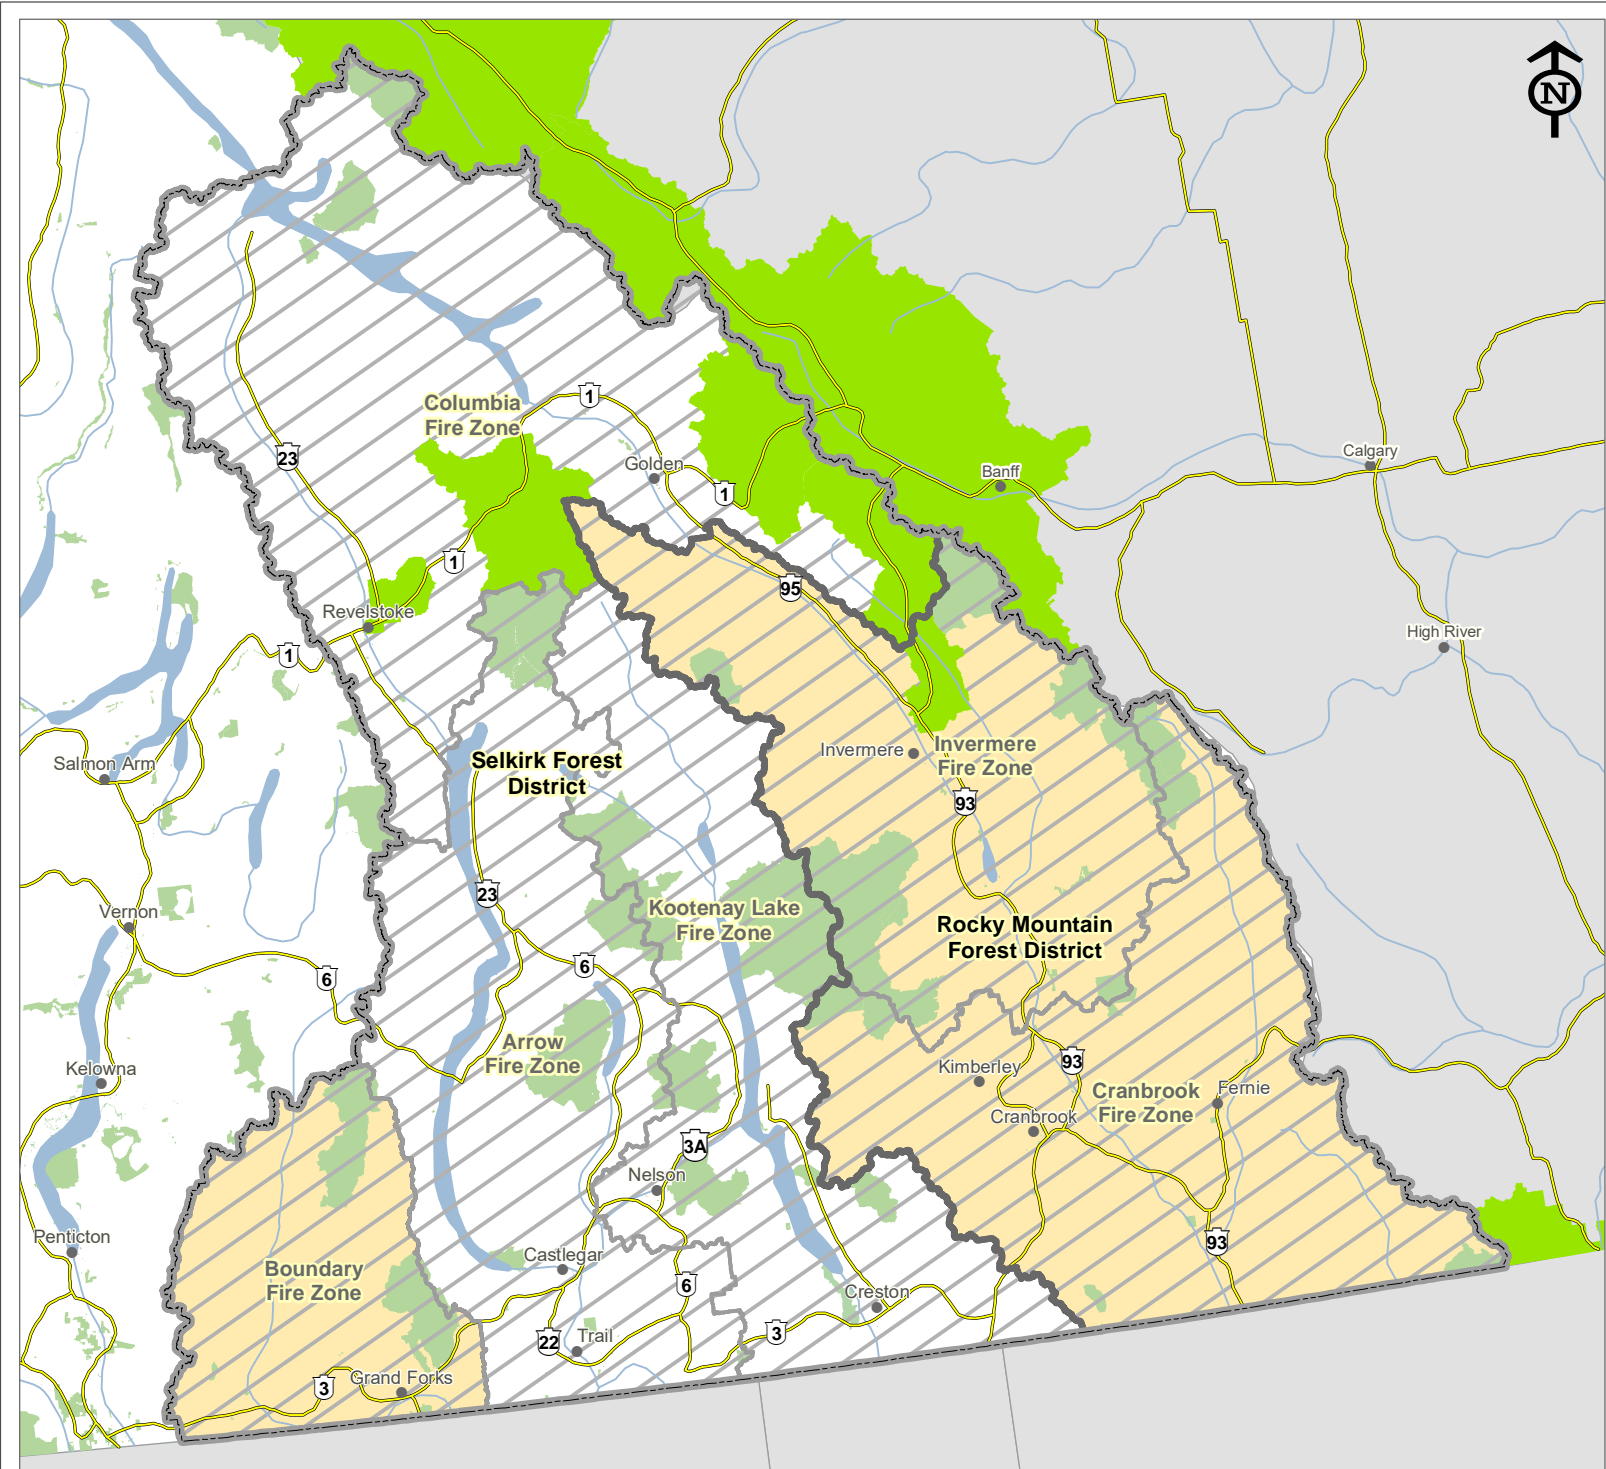 N
Columbia
Fire Zone
1
23
Golden
1
Banff
Calgary
1
95
Revelstoke
High River
1
Salmon Arm
Selkirk Forest
District
Invermere
Invermere
Fire Zone
93
23
Vernon
Kootenay Lake
Fire Zone
Rocky Mountain
Forest District
6
6
Arrow
Fire Zone
Kelowna
Kimberley
93
Cranbrook
Fire Zone
Fernie
Cranbrook
3A
Nelson
Penticton
93
Castlegar
Boundary
Fire Zone
6
Creston
22
Trail
3
3
Grand Forks